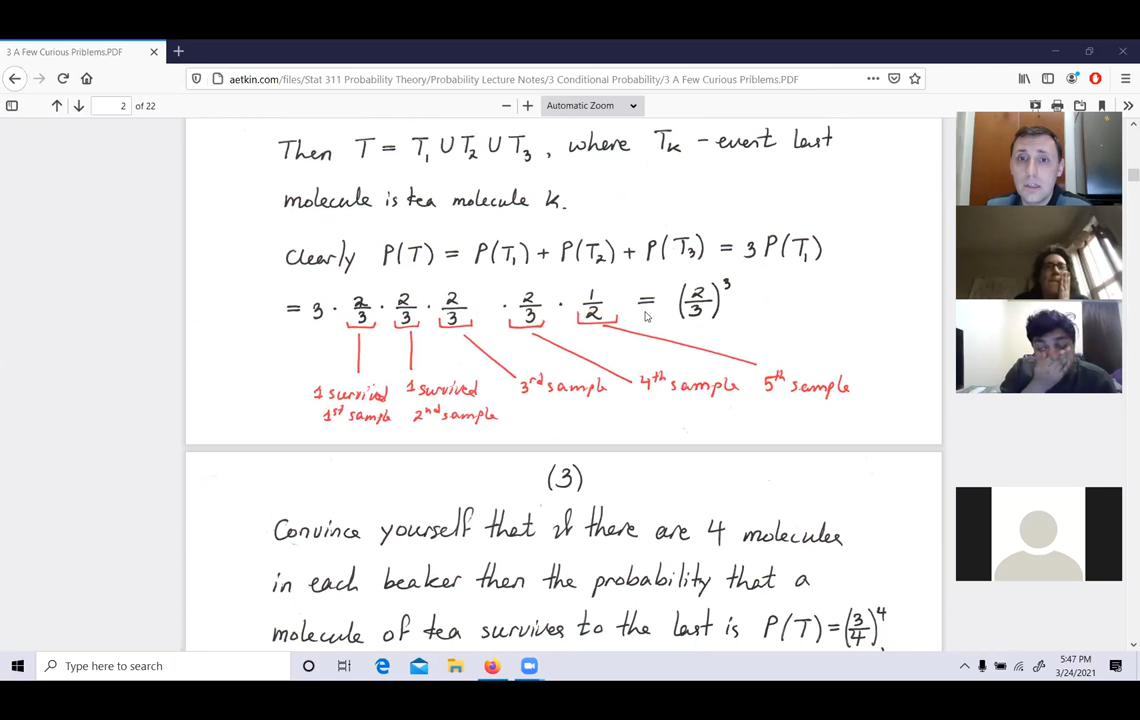 3 A Few Curious Priblems.PDF
aetkin.com/files/Stat 311 Probability Theory/Probability Lecture Notes/3 Conditional Probability/3 A Few Curious Priblems.PDF
2 of 22
Automatic Zoom
Then T = T₁ ∪ T₂ ∪ T₃, where Tₖ - event last
molecule is tea molecule k.
Clearly P(T) = P(T₁) + P(T₂) + P(T₃) = 3 P(T₁)
= 3 · 2/3 · 2/3 · 2/3 · 2/3 · 1/2 = (2/3)³
1 survived 1 survived 3rd sample 4th sample 5th sample
1st sample 2nd sample
(3)
Convince yourself that if there are 4 molecules
in each beaker then the probability that a
molecule of tea survives to the last is P(T) = (3/4)⁴.
Type here to search
5:47 PM
3/24/2021